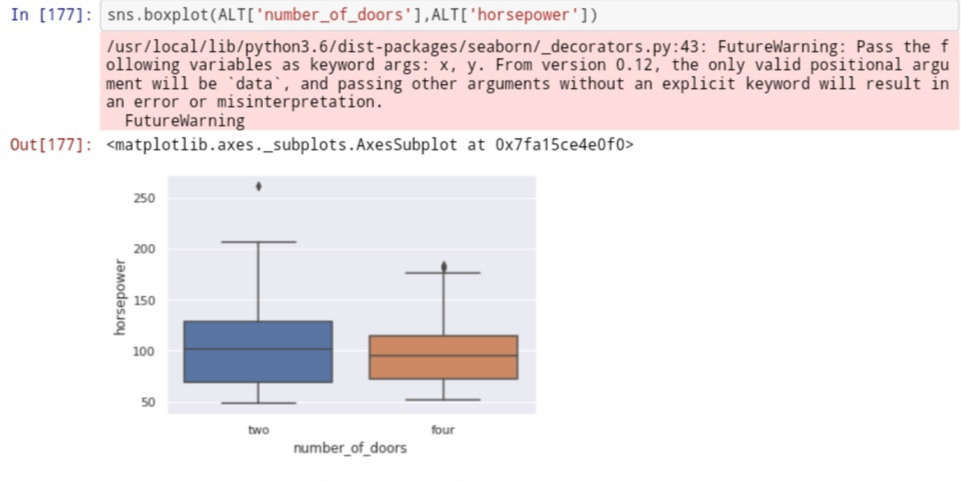 In [177]: sns.boxplot(ALT['number_of_doors'],ALT['horsepower'])
/usr/local/lib/python3.6/dist-packages/seaborn/_decorators.py:43: FutureWarning: Pass the f
ollowing variables as keyword args: x, y. From version 0.12, the only valid positional argu
ment will be `data`, and passing other arguments without an explicit keyword will result in
an error or misinterpretation.
  FutureWarning
Out[177]: <matplotlib.axes._subplots.AxesSubplot at 0x7fa15ce4e0f0>
250
200
150
100
50
horsepower
two four
number_of_doors